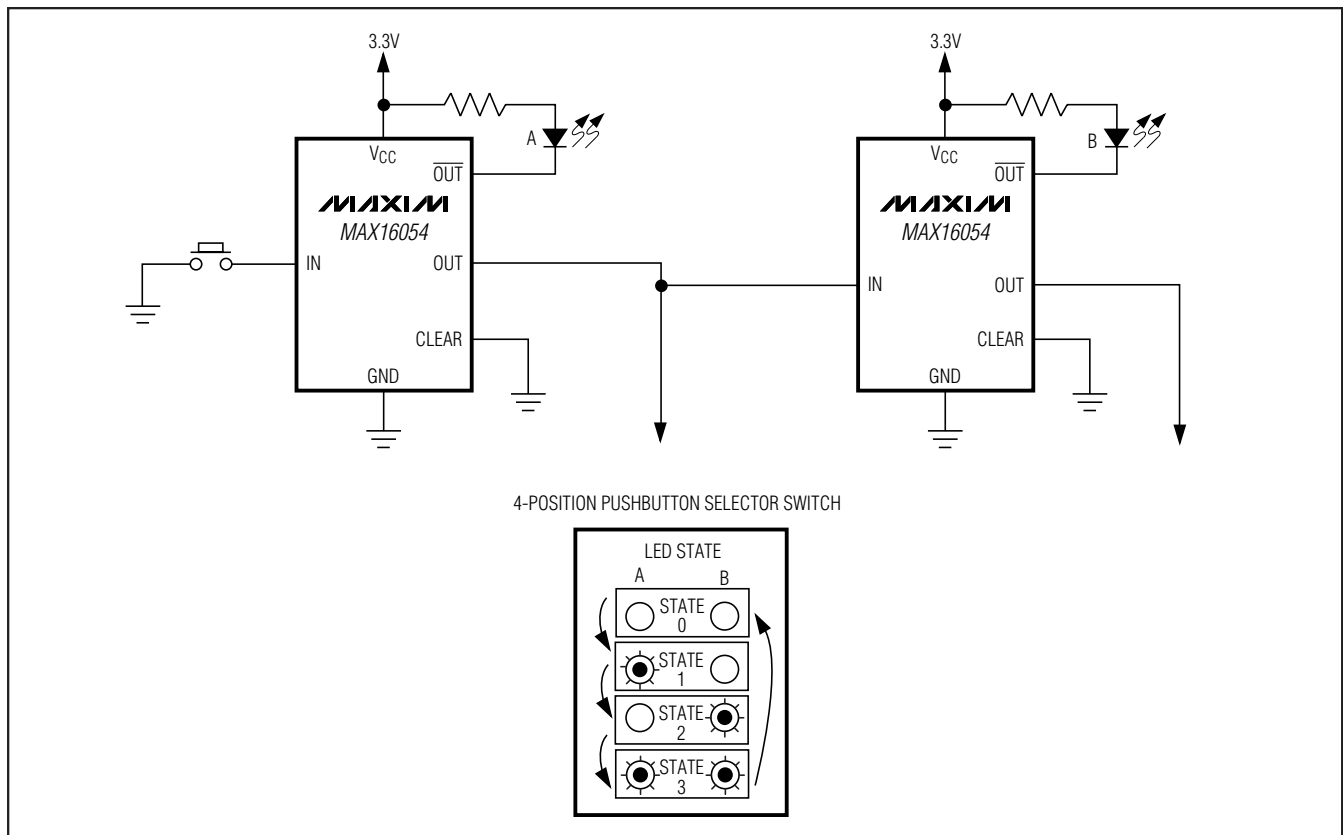 3.3V
3.3V
A
B
VCC
OUT
VCC
OUT
MAXIM
MAX16054
MAXIM
MAX16054
IN
OUT
IN
OUT
CLEAR
CLEAR
GND
GND
4-POSITION PUSHBUTTON SELECTOR SWITCH
LED STATE
A
B
STATE
0
STATE
1
STATE
2
STATE
3